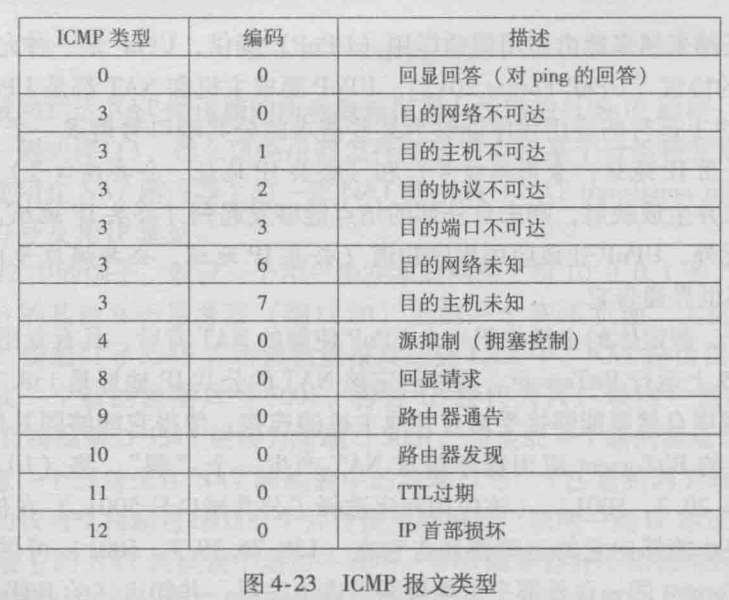 ICMP 类型 编码 描述
0 0 回显回答（对 ping 的回答）
3 0 目的网络不可达
3 1 目的主机不可达
3 2 目的协议不可达
3 3 目的端口不可达
3 6 目的网络未知
3 7 目的主机未知
4 0 源抑制（拥塞控制）
8 0 回显请求
9 0 路由器通告
10 0 路由器发现
11 0 TTL过期
12 0 IP 首部损坏
图 4-23 ICMP 报文类型